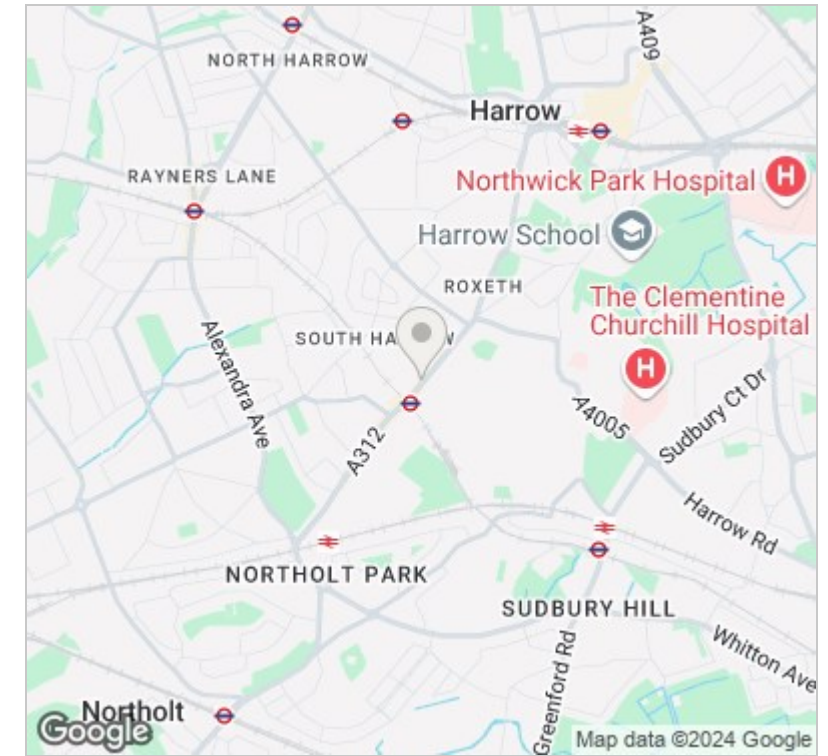 A409
NORTH HARROW
Harrow
RAYNERS LANE
Northwick Park Hospital
H
Harrow School
ROXETH
The Clementine
Churchill Hospital
H
SOUTH HA W
Alexandra Ave
A312
A4005
Sudbury Ct Dr
Harrow Rd
NORTHOLT PARK
SUDBURY HILL
Whitton Ave
Greenford Rd
Northolt
Google
Map data ©2024 Google